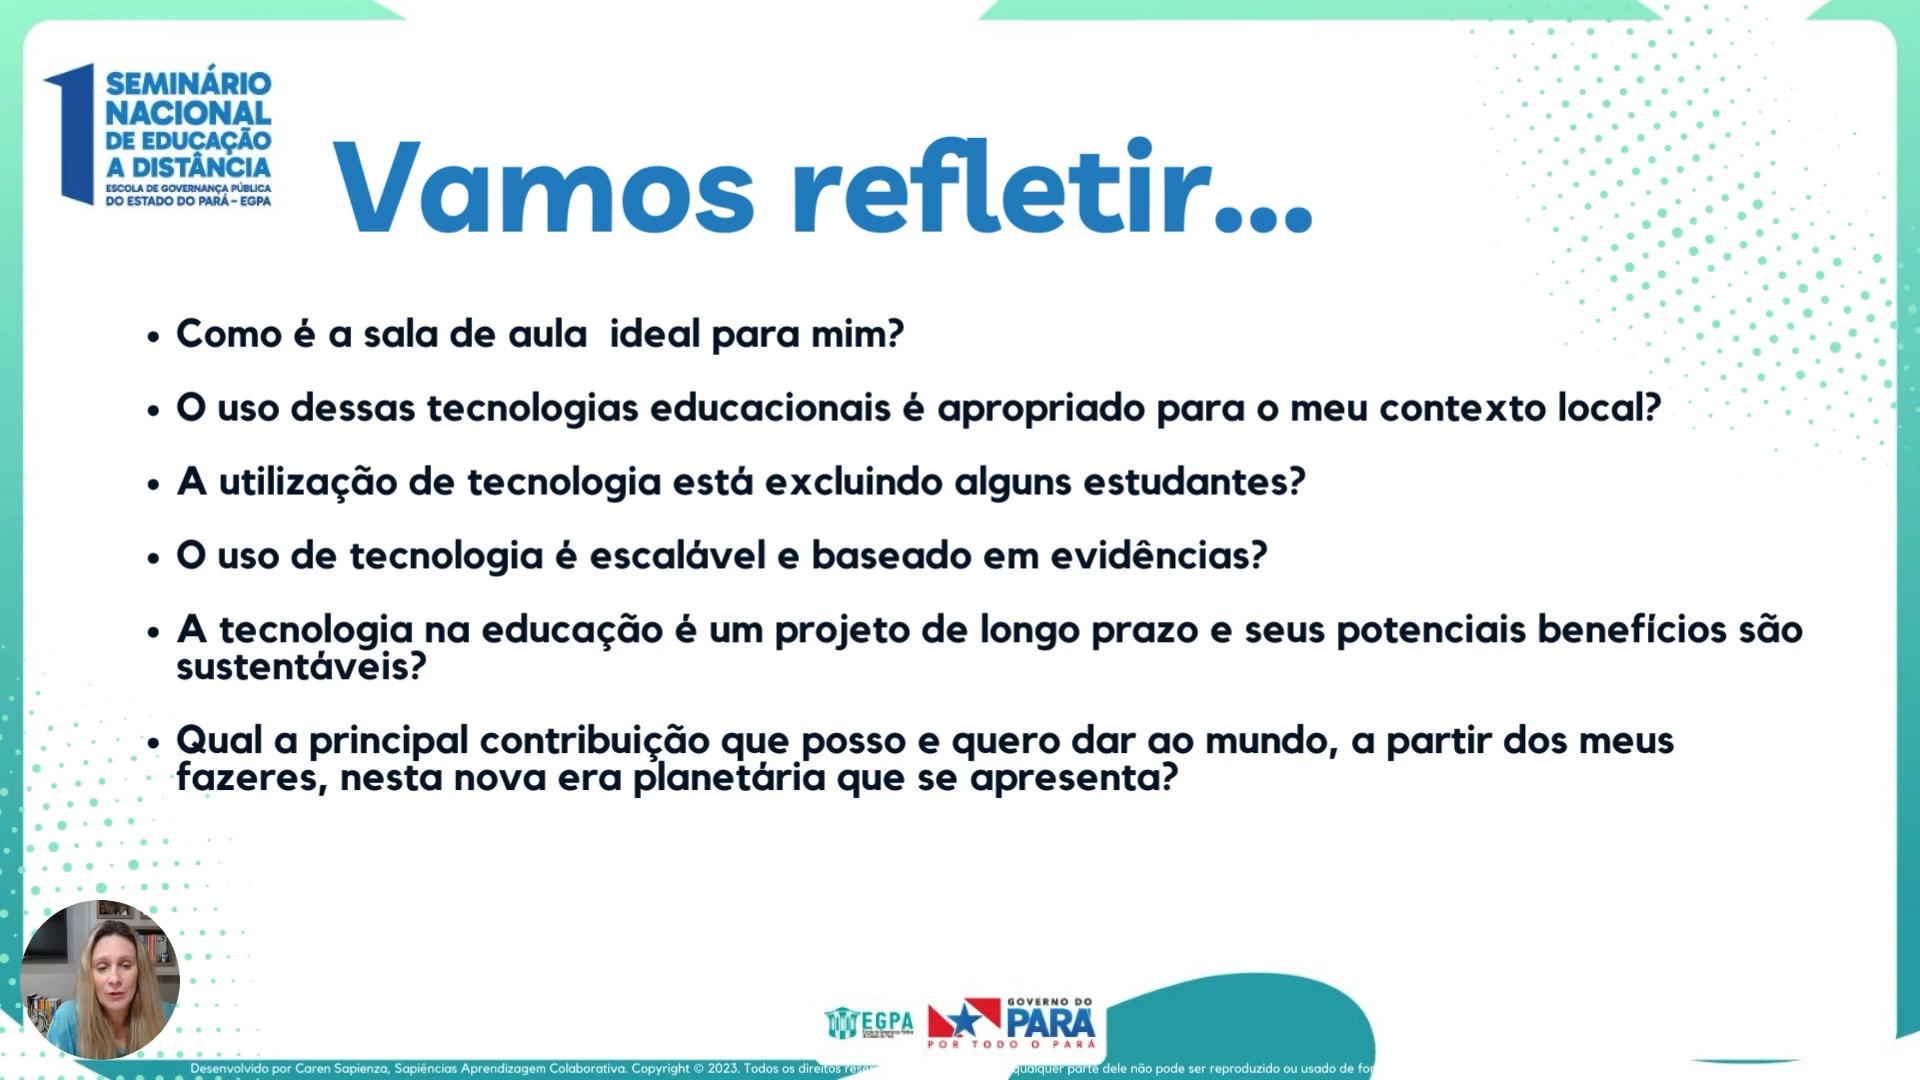 1 SEMINÁRIO
NACIONAL
DE EDUCAÇÃO
A DISTÂNCIA
ESCOLA DE GOVERNANÇA PÚBLICA
DO ESTADO DO PARÁ - EGPA
Vamos refletir...
• Como é a sala de aula ideal para mim?
• O uso dessas tecnologias educacionais é apropriado para o meu contexto local?
• A utilização de tecnologia está excluindo alguns estudantes?
• O uso de tecnologia é escalável e baseado em evidências?
• A tecnologia na educação é um projeto de longo prazo e seus potenciais benefícios são
sustentáveis?
• Qual a principal contribuição que posso e quero dar ao mundo, a partir dos meus
fazeres, nesta nova era planetária que se apresenta?
EGPA
GOVERNO DO
PARÁ
POR TODO O PARÁ
Desenvolvido por Caren Sapienza, Sapiências Aprendizagem Colaborativa. Copyright © 2023. Todos os direitos qualquer parte dele não pode ser reproduzido ou usado de